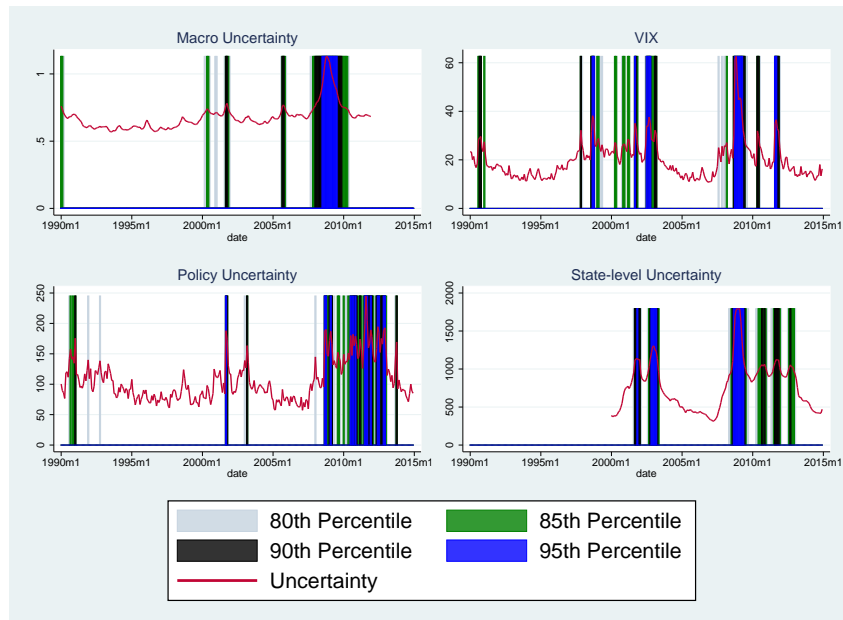 Macro Uncertainty
0 .5 1
1990m1 1995m1 2000m1 2005m1 2010m1 2015m1
date
VIX
0 20 40 60
1990m1 1995m1 2000m1 2005m1 2010m1 2015m1
date
Policy Uncertainty
0 50 100 150 200 250
1990m1 1995m1 2000m1 2005m1 2010m1 2015m1
date
State-level Uncertainty
0 500 1000 1500 2000
1990m1 1995m1 2000m1 2005m1 2010m1 2015m1
date
80th Percentile 85th Percentile
90th Percentile 95th Percentile
Uncertainty